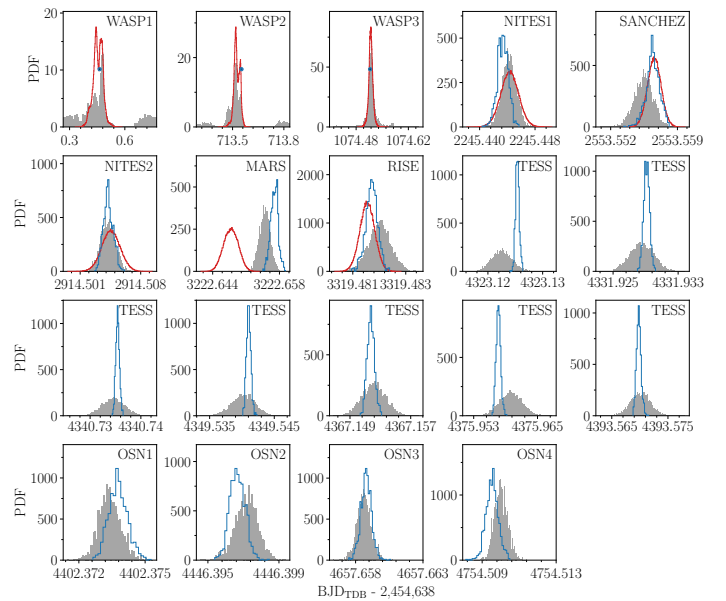 WASP1 WASP2 WASP3 NITES1 SANCHEZ
PDF
20 10 0
20 0
50 0
500 250 0
500 0
0.3 0.6 713.5 713.8 1074.48 1074.62 2245.440 2245.448 2553.552 2553.559
NITES2 MARS RISE TESS TESS
PDF
1000 500 0
500 250 0
2000 1000 0
1000 500 0
1000 500 0
2914.501 2914.508 3222.644 3222.658 3319.481 3319.483 4323.12 4323.13 4331.925 4331.933
TESS TESS TESS TESS TESS
PDF
1000 500 0
1000 500 0
1000 500 0
500 0
1000 500 0
4340.73 4340.74 4349.535 4349.545 4367.149 4367.157 4375.953 4375.965 4393.565 4393.575
OSN1 OSN2 OSN3 OSN4
PDF
1000 500 0
1000 500 0
1000 0
1000 0
4402.372 4402.375 4446.395 4446.399 4657.658 4657.663 4754.509 4754.513
BJD_TDB - 2,454,638